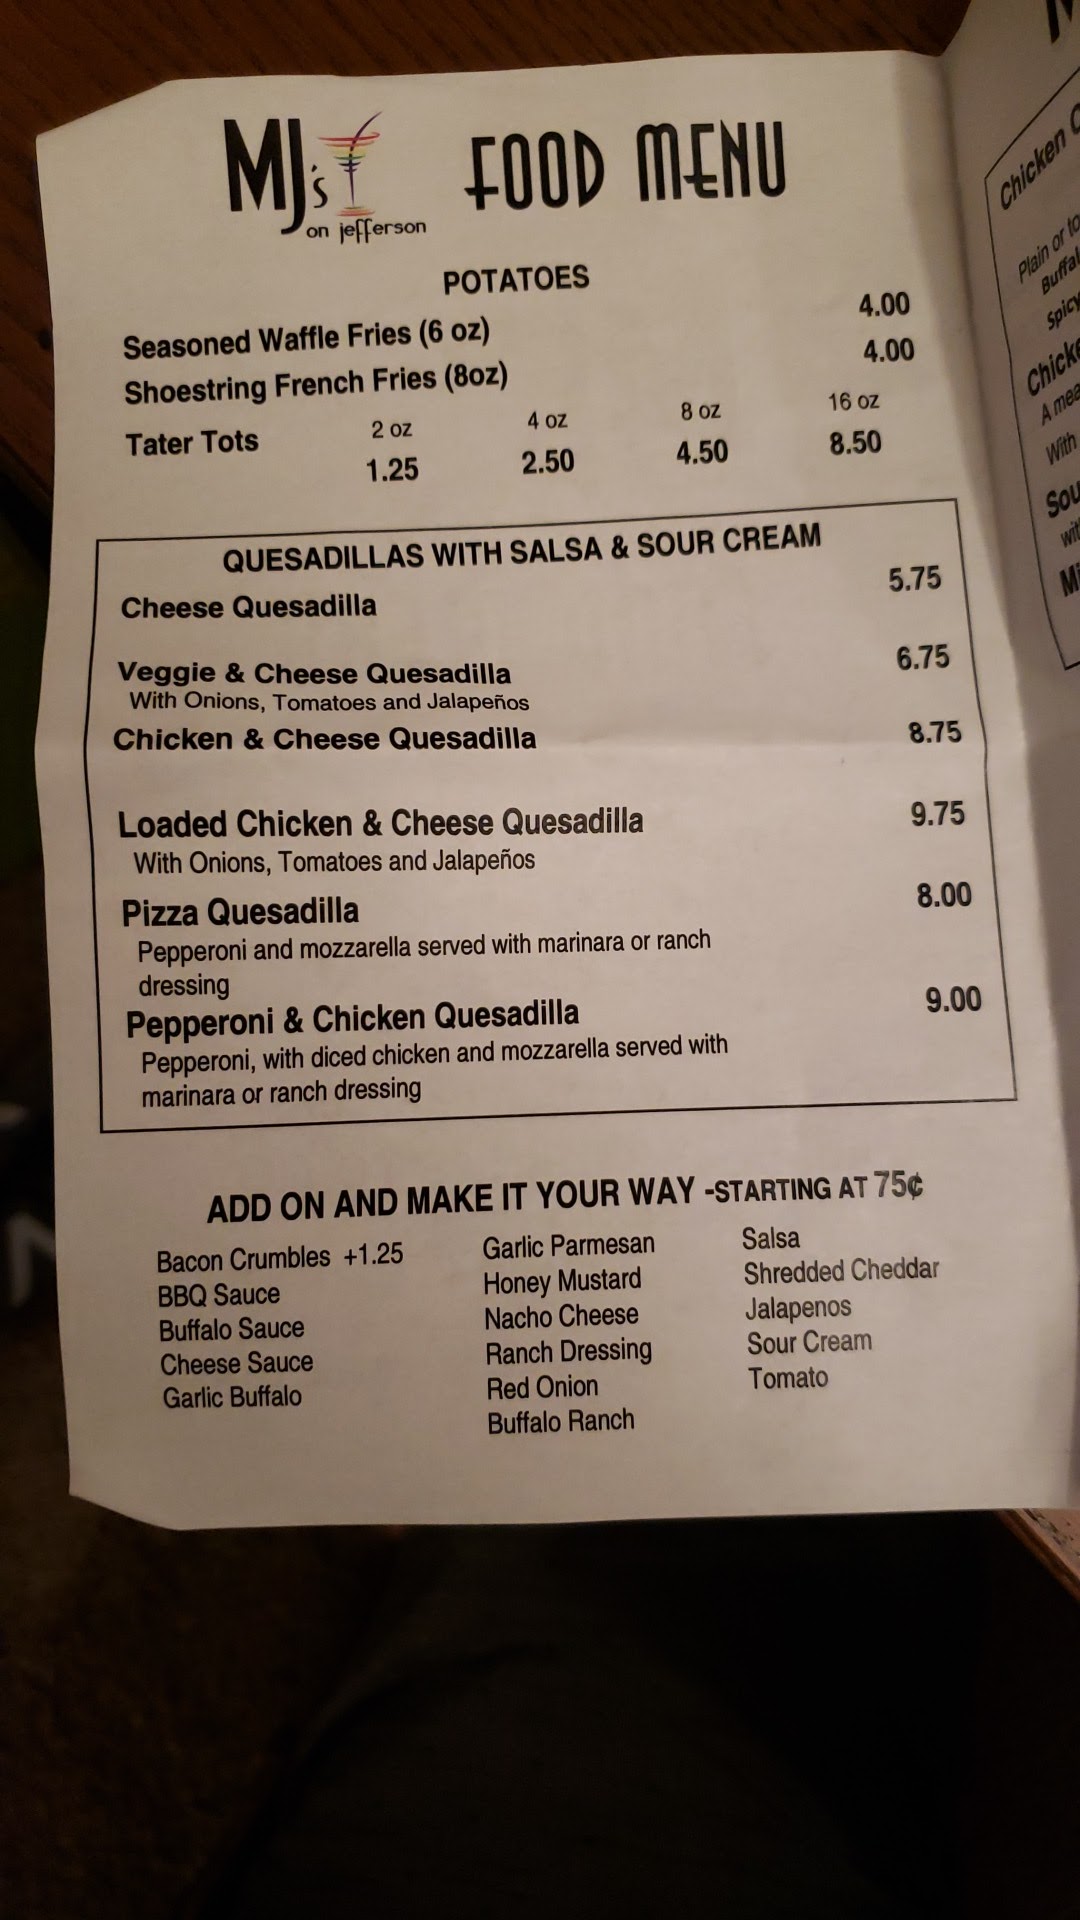 MJ's on jefferson FOOD MENU
POTATOES
Seasoned Waffle Fries (6 oz) 4.00
Shoestring French Fries (8oz) 4.00
Tater Tots 2 oz 4 oz 8 oz 16 oz
1.25 2.50 4.50 8.50
QUESADILLAS WITH SALSA & SOUR CREAM
Cheese Quesadilla 5.75
Veggie & Cheese Quesadilla 6.75
With Onions, Tomatoes and Jalapeños
Chicken & Cheese Quesadilla 8.75
Loaded Chicken & Cheese Quesadilla 9.75
With Onions, Tomatoes and Jalapeños
Pizza Quesadilla 8.00
Pepperoni and mozzarella served with marinara or ranch
dressing
Pepperoni & Chicken Quesadilla 9.00
Pepperoni, with diced chicken and mozzarella served with
marinara or ranch dressing
ADD ON AND MAKE IT YOUR WAY -STARTING AT 75¢
Bacon Crumbles +1.25
BBQ Sauce
Buffalo Sauce
Cheese Sauce
Garlic Buffalo
Garlic Parmesan
Honey Mustard
Nacho Cheese
Ranch Dressing
Red Onion
Buffalo Ranch
Salsa
Shredded Cheddar
Jalapenos
Sour Cream
Tomato
Chicken
Plain or
Spicy
With